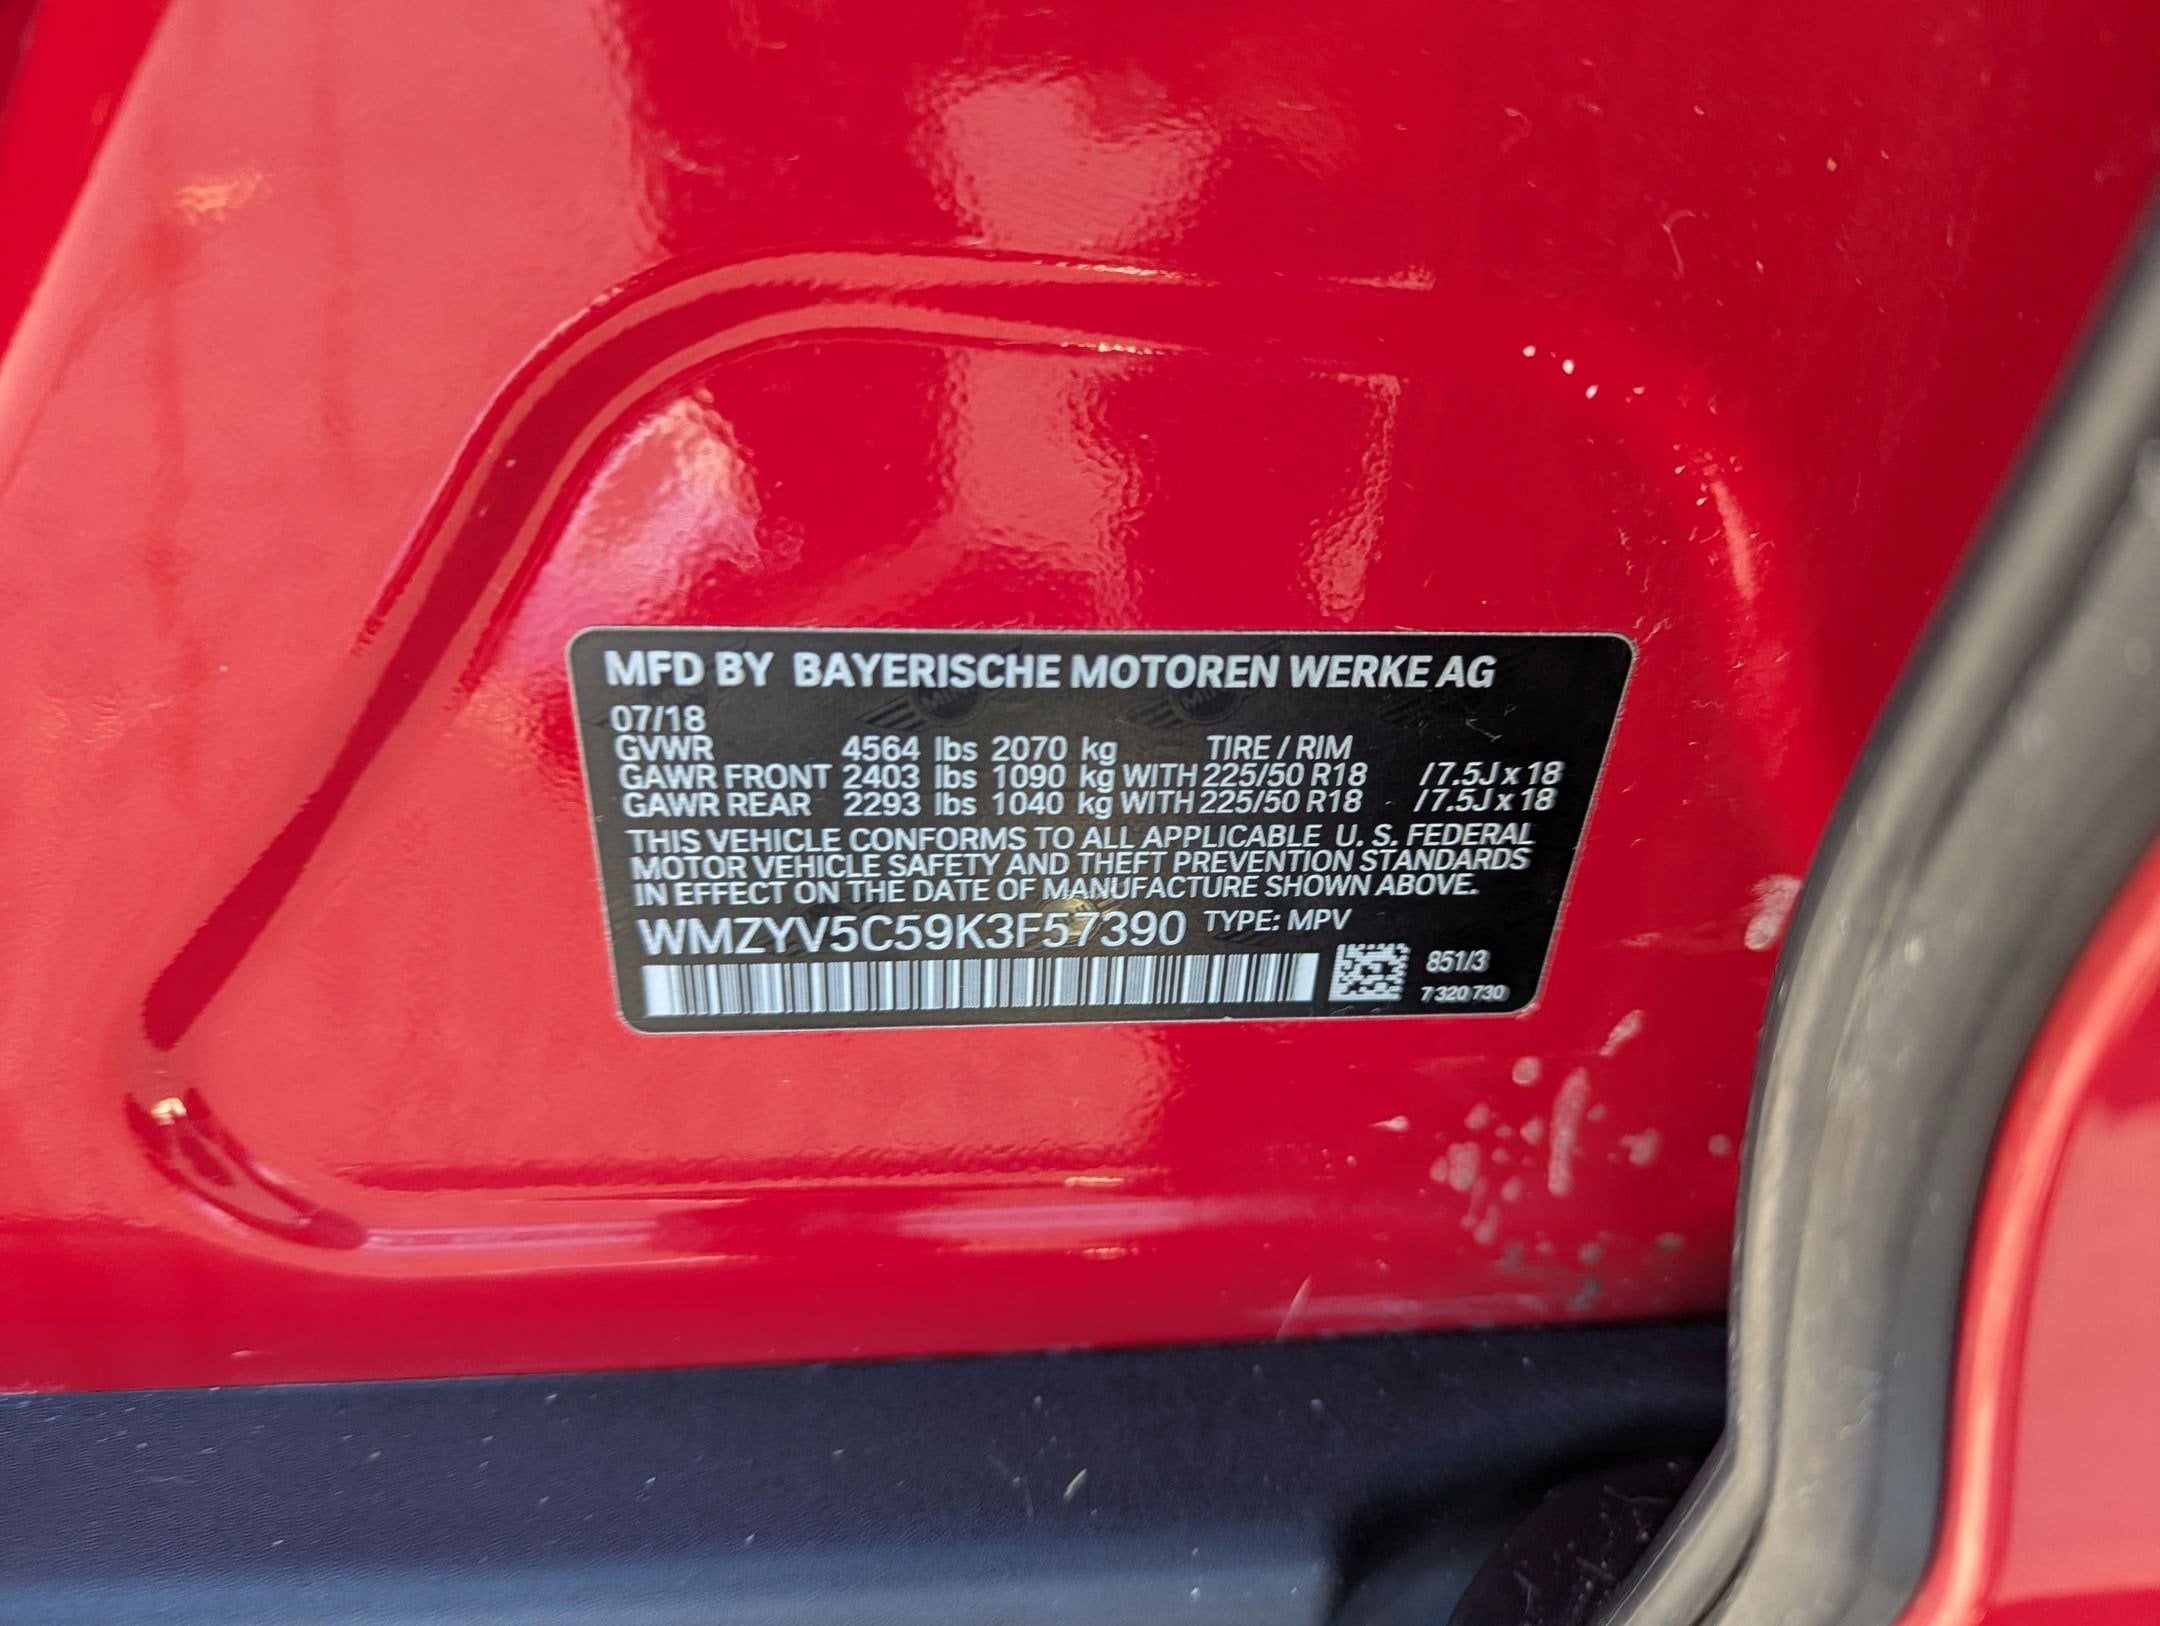 MFD BY BAYERISCHE MOTOREN WERKE AG
07/18
GVWR 4564 lbs 2070 kg TIRE / RIM
GAWR FRONT 2403 lbs 1090 kg WITH 225/50 R18 / 7.5J x 18
GAWR REAR 2293 lbs 1040 kg WITH 225/50 R18 / 7.5J x 18
THIS VEHICLE CONFORMS TO ALL APPLICABLE U. S. FEDERAL
MOTOR VEHICLE SAFETY AND THEFT PREVENTION STANDARDS
IN EFFECT ON THE DATE OF MANUFACTURE SHOWN ABOVE.
WMZYV5C59K3F57390 TYPE: MPV
851/3
7 320 730